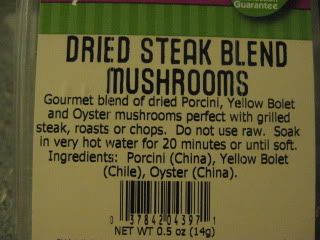 Guarantee
DRIED STEAK BLEND
MUSHROOMS
Gourmet blend of dried Porcini, Yellow Bolet
and Oyster mushrooms perfect with grilled
steak, roasts or chops. Do not use raw. Soak
in very hot water for 20 minutes or until soft.
Ingredients: Porcini (China), Yellow Bolet
(Chile), Oyster (China).
0 3784204397 1
NET WT 0.5 oz (14g)